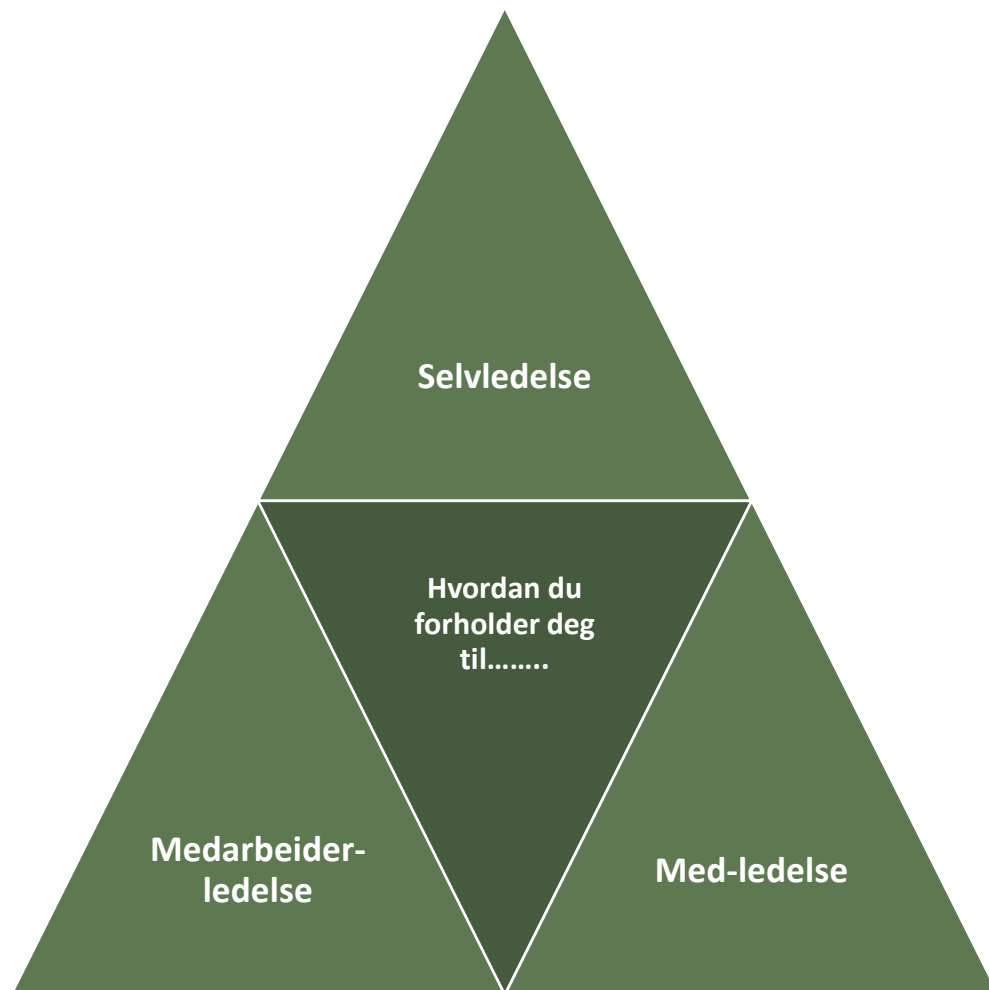 Selvledelse
Hvordan du
forholder deg
til……..
Medarbeider-
ledelse
Med-ledelse